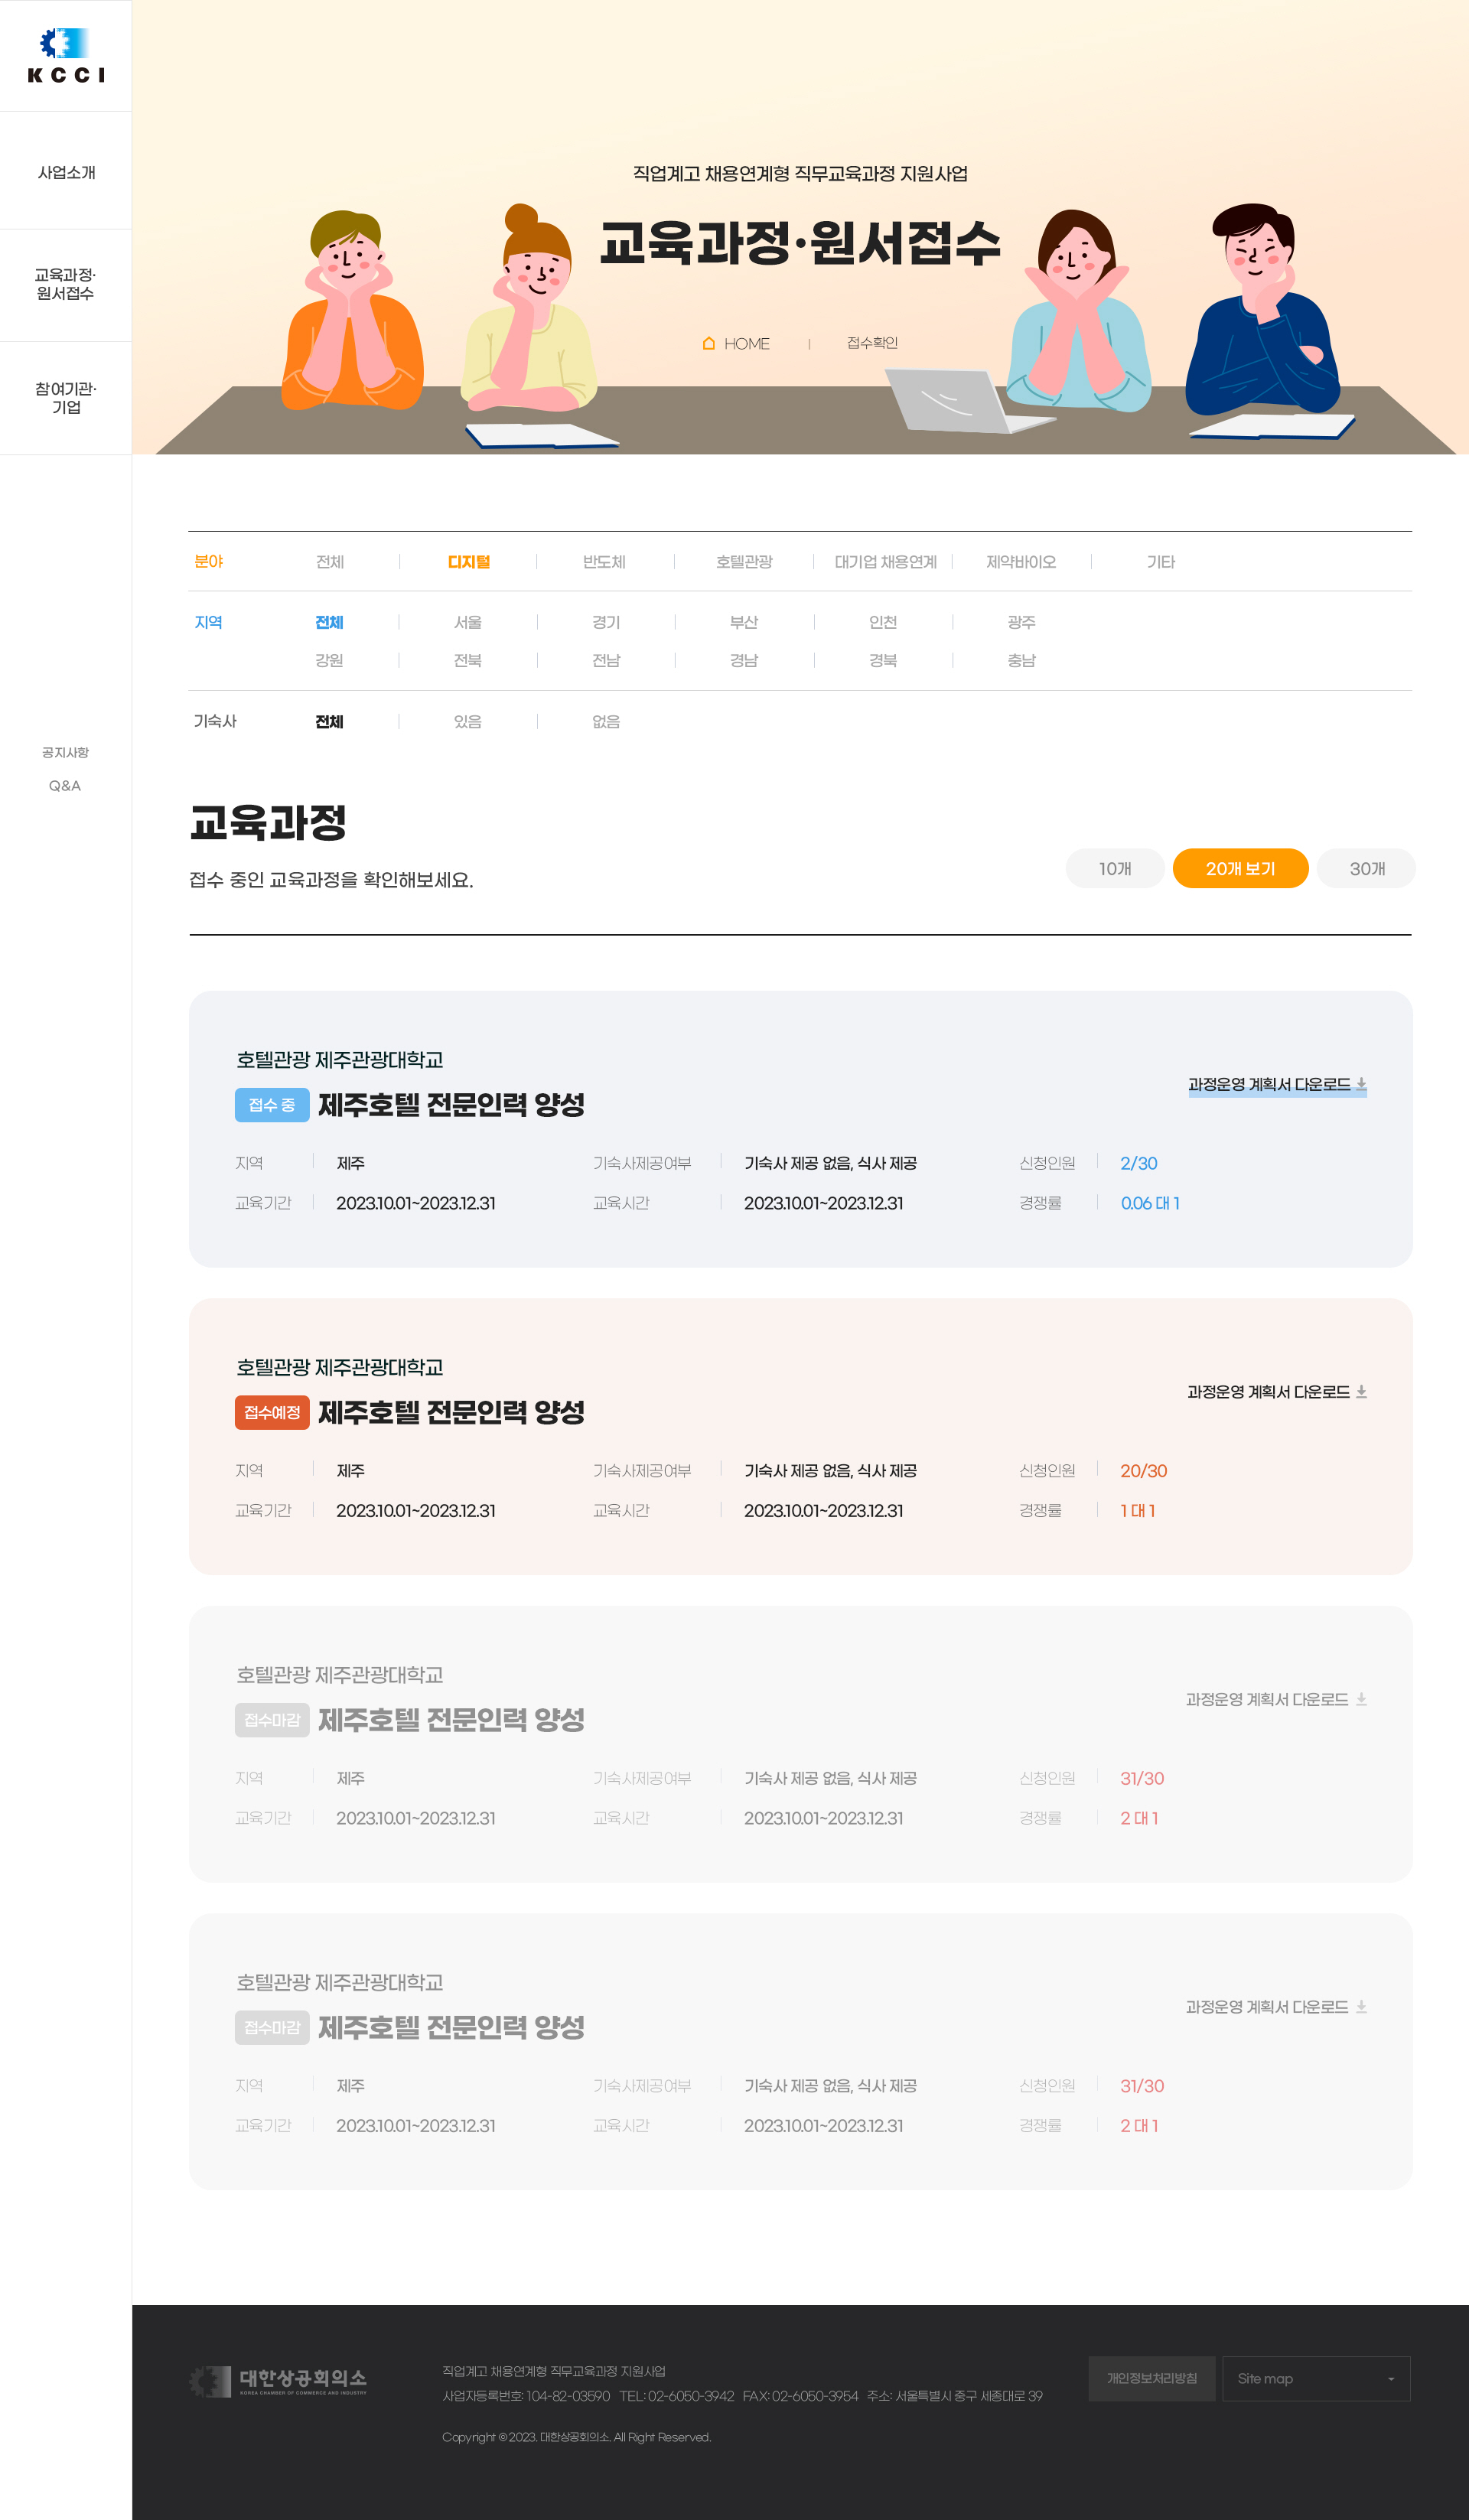 KCCI
사업소개
교육과정·
원서접수
참여기관·
기업
공지사항
Q&A
직업계고 채용연계형 직무교육과정 지원사업
교육과정·원서접수
HOME | 접수확인
분야 전체 디지털 반도체 호텔관광 대기업 채용연계 제약바이오 기타
지역 전체 서울 경기 부산 인천 광주
강원 전북 전남 경남 경북 충남
기숙사 전체 있음 없음
교육과정
접수 중인 교육과정을 확인해보세요.
10개 20개 보기 30개
호텔관광 제주관광대학교
과정운영 계획서 다운로드
접수 중 제주호텔 전문인력 양성
지역 제주 기숙사제공여부 기숙사 제공 없음, 식사 제공 신청인원 2/30
교육기간 2023.10.01~2023.12.31 교육시간 2023.10.01~2023.12.31 경쟁률 0.06 대 1
호텔관광 제주관광대학교
과정운영 계획서 다운로드
접수예정 제주호텔 전문인력 양성
지역 제주 기숙사제공여부 기숙사 제공 없음, 식사 제공 신청인원 20/30
교육기간 2023.10.01~2023.12.31 교육시간 2023.10.01~2023.12.31 경쟁률 1 대 1
호텔관광 제주관광대학교
과정운영 계획서 다운로드
접수마감 제주호텔 전문인력 양성
지역 제주 기숙사제공여부 기숙사 제공 없음, 식사 제공 신청인원 31/30
교육기간 2023.10.01~2023.12.31 교육시간 2023.10.01~2023.12.31 경쟁률 2 대 1
호텔관광 제주관광대학교
과정운영 계획서 다운로드
접수마감 제주호텔 전문인력 양성
지역 제주 기숙사제공여부 기숙사 제공 없음, 식사 제공 신청인원 31/30
교육기간 2023.10.01~2023.12.31 교육시간 2023.10.01~2023.12.31 경쟁률 2 대 1
대한상공회의소
KOREA CHAMBER OF COMMERCE AND INDUSTRY
직업계고 채용연계형 직무교육과정 지원사업
사업자등록번호: 104-82-03590 TEL: 02-6050-3942 FAX: 02-6050-3954 주소: 서울특별시 중구 세종대로 39
Copyright © 2023. 대한상공회의소. All Right Reserved.
개인정보처리방침
Site map